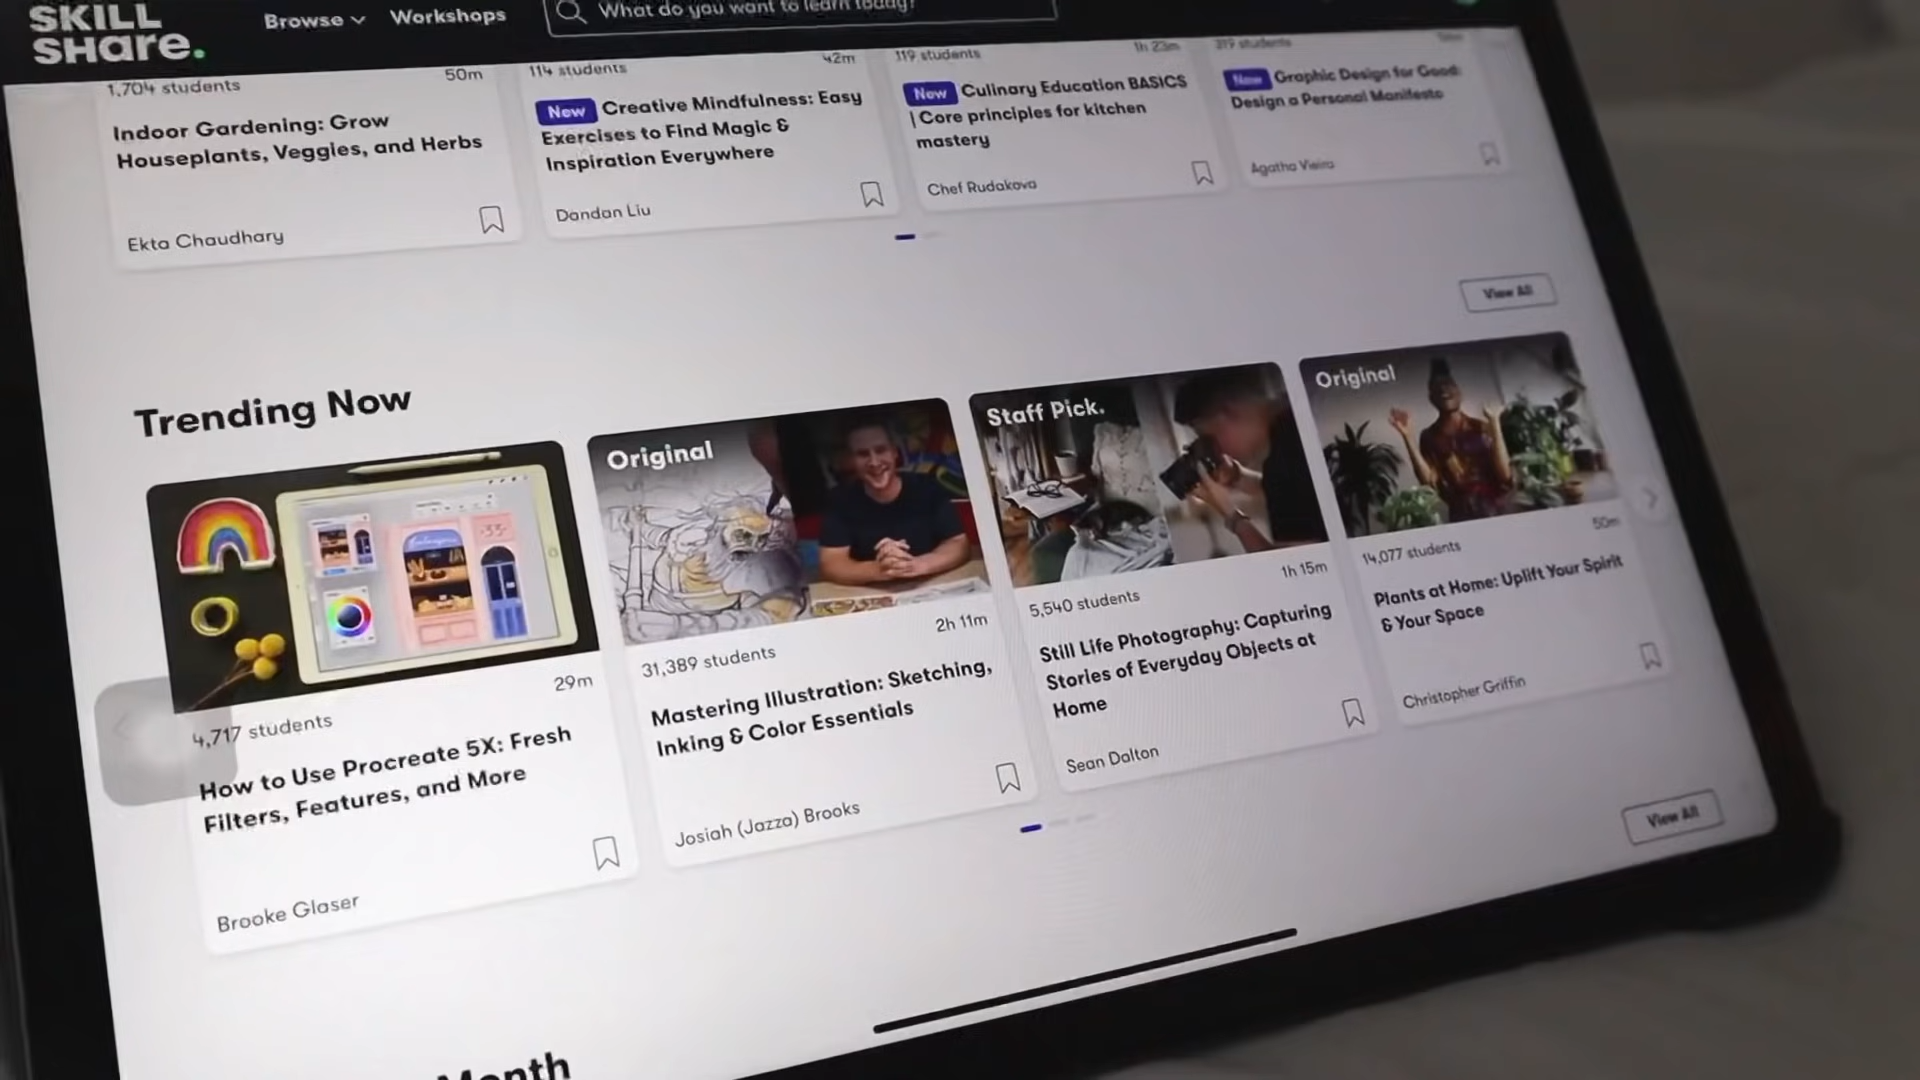 SKILL
SHare.
Browse
Workshops
What do you want to learn today?
1,704 students
50m
Indoor Gardening: Grow
Houseplants, Veggies, and Herbs
Ekta Chaudhary
114 students
42m
New Creative Mindfulness: Easy
Exercises to Find Magic &
Inspiration Everywhere
Dandan Liu
119 students
1h 23m
New Culinary Education BASICS
| Core principles for kitchen
mastery
Chef Rudakova
319 students
New Graphic Design for Good:
Design a Personal Manifesto
Agatha Vieira
View All
Trending Now
29m
4,717 students
How to Use Procreate 5X: Fresh
Filters, Features, and More
Brooke Glaser
Original
2h 11m
31,389 students
Mastering Illustration: Sketching,
Inking & Color Essentials
Josiah (Jazza) Brooks
Staff Pick.
1h 15m
5,540 students
Still Life Photography: Capturing
Stories of Everyday Objects at
Home
Sean Dalton
Original
50m
14,077 students
Plants at Home: Uplift Your Spirit
& Your Space
Christopher Griffin
View All
Month